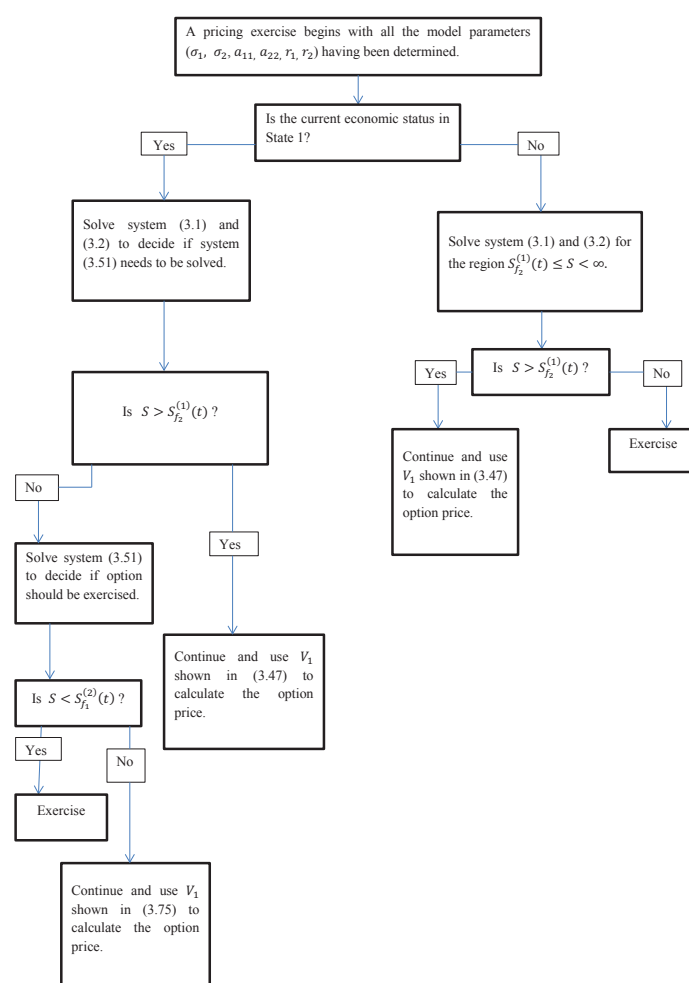 A pricing exercise begins with all the model parameters
(σ₁, σ₂, a₁₁, a₂₂, r₁, r₂) having been determined.
Is the current economic status in
State 1?
Yes
No
Solve system (3.1) and
(3.2) to decide if system
(3.51) needs to be solved.
Solve system (3.1) and (3.2) for
the region S_{f₂}^{(1)}(t) ≤ S < ∞.
Is S > S_{f₂}^{(1)}(t) ?
Yes
No
Is S > S_{f₂}^{(1)}(t) ?
Continue and use
V₁ shown in (3.47)
to calculate the
option price.
Exercise
No
Yes
Solve system (3.51)
to decide if option
should be exercised.
Continue and use V₁
shown in (3.47) to
calculate the option
price.
Is S < S_{f₁}^{(2)}(t) ?
Yes
No
Exercise
Continue and use V₁
shown in (3.75) to
calculate the option
price.